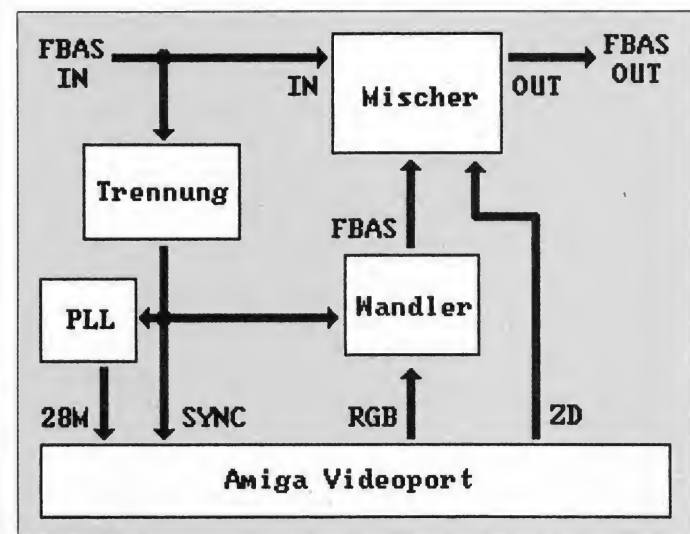 FBAS
IN
IN
Mischer
OUT
FBAS
OUT
Trennung
FBAS
PLL
Wandler
28M
SYNC
RGB
ZD
Amiga Videoport